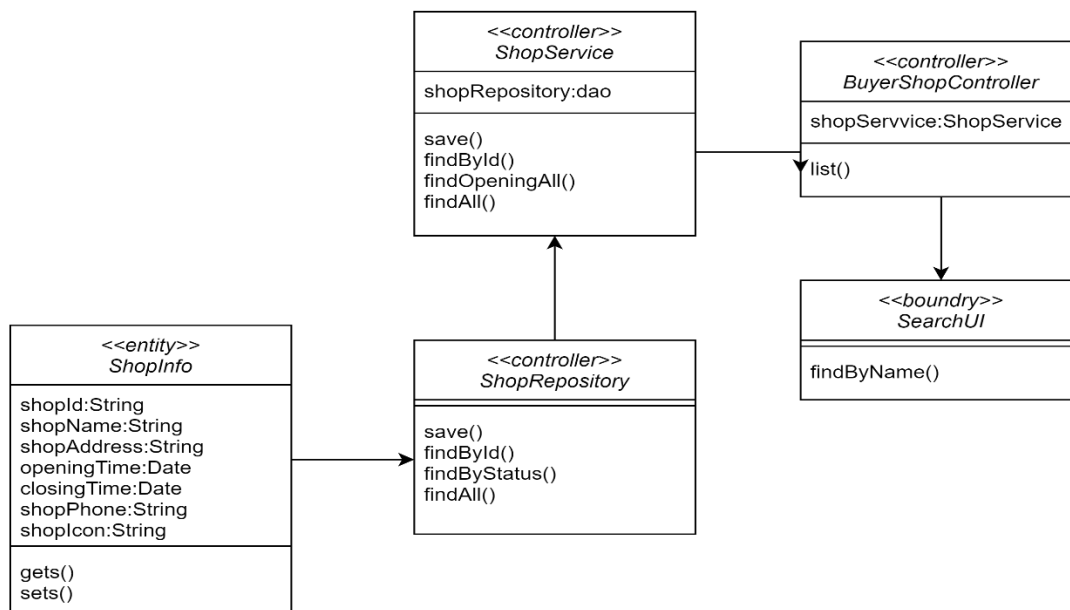 <<controller>>
ShopService
shopRepository:dao
save()
findById()
findOpeningAll()
findAll()
<<controller>>
BuyerShopController
shopServvice:ShopService
list()
<<boundry>>
SearchUI
findByName()
<<entity>>
ShopInfo
shopId:String
shopName:String
shopAddress:String
openingTime:Date
closingTime:Date
shopPhone:String
shopIcon:String
gets()
sets()
<<controller>>
ShopRepository
save()
findById()
findByStatus()
findAll()